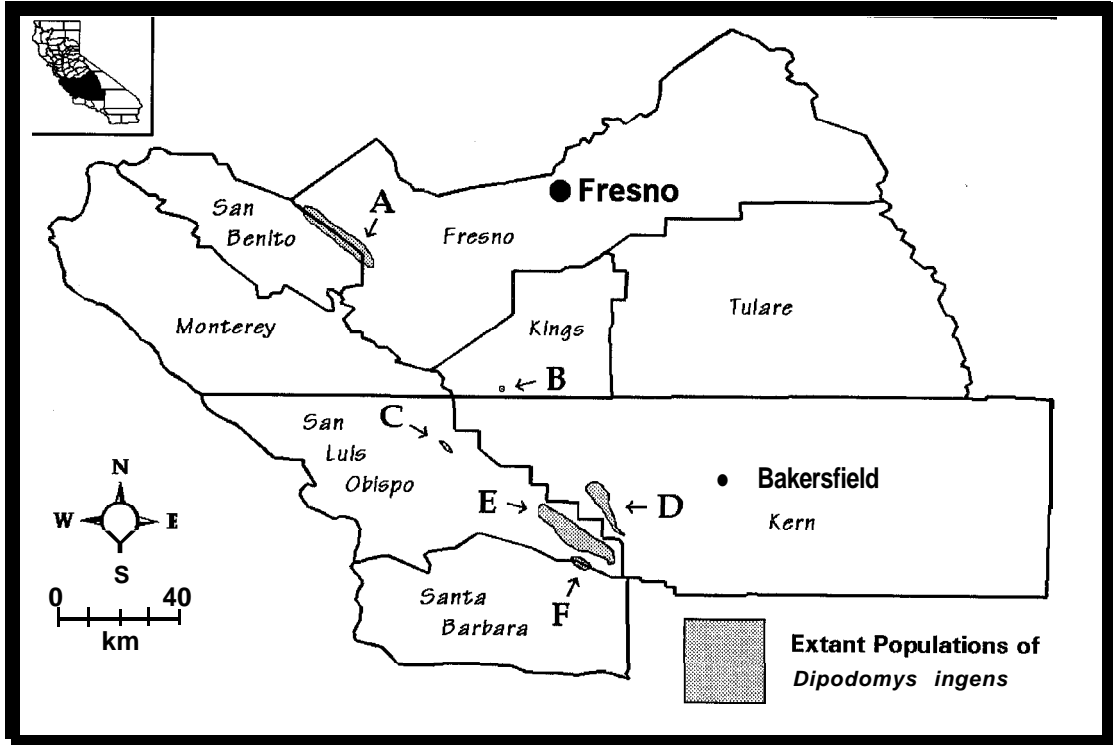 Fresno
A
San
Benito
Fresno
Monterey
Kings
Tulare
B
C
San
Luis
Obispo
Bakersfield
E
D
Kern
N
W E
S
0 40
km
Santa
Barbara
F
Extant Populations of
Dipodomys ingens